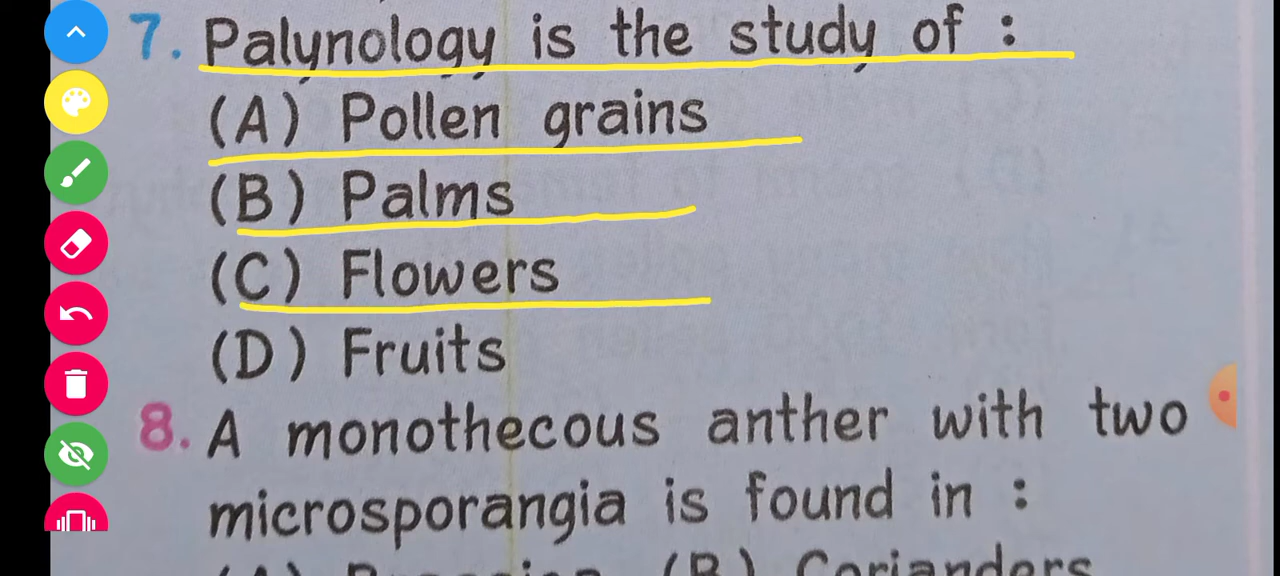 7. Palynology is the study of :
(A) Pollen grains
(B) Palms
(C) Flowers
(D) Fruits
8. A monothecous anther with two
microsporangia is found in :
(A) (B) Corianders